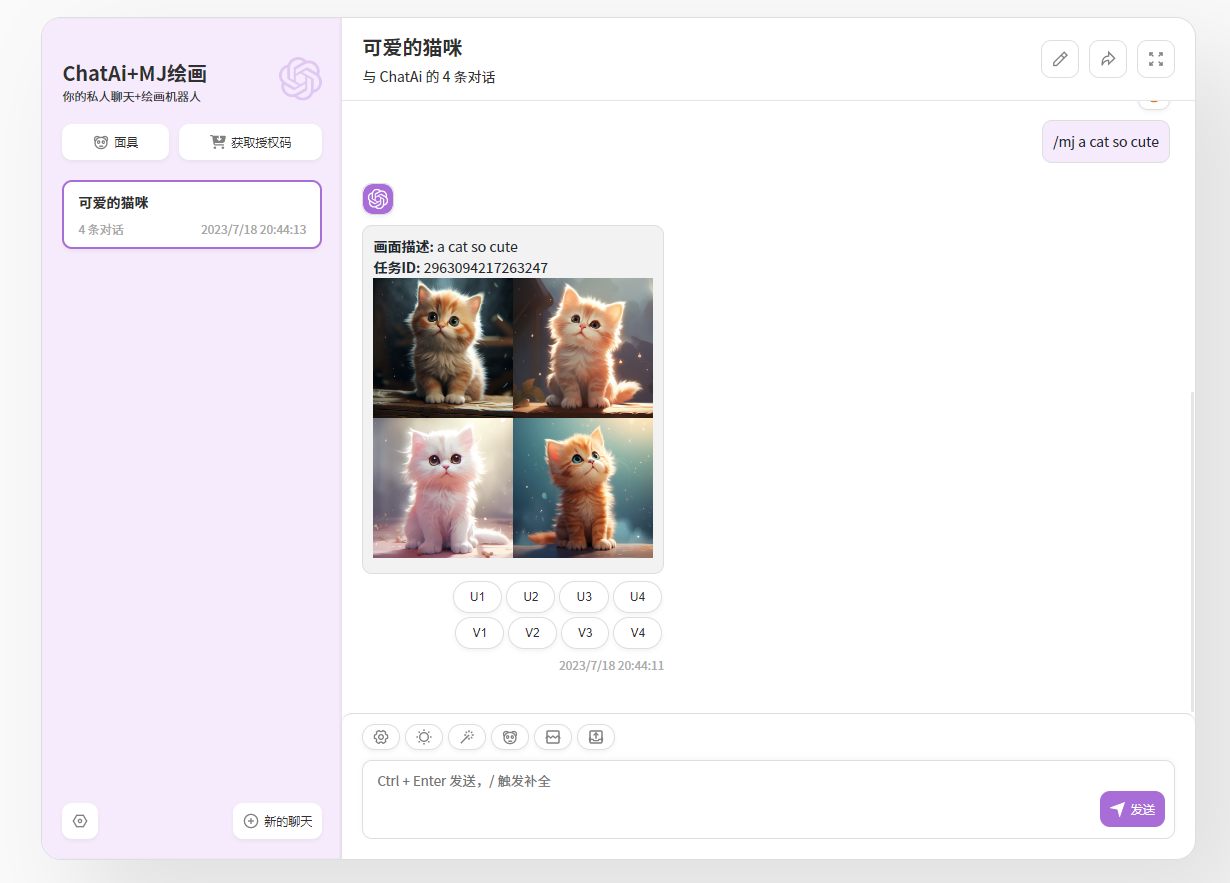 ChatAi+MJ绘画
你的私人聊天+绘画机器人
面具
获取授权码
可爱的猫咪
4 条对话
2023/7/18 20:44:13
新的聊天
可爱的猫咪
与 ChatAi 的 4 条对话
/mj a cat so cute
画面描述: a cat so cute
任务ID: 2963094217263247
U1 U2 U3 U4
V1 V2 V3 V4
2023/7/18 20:44:11
Ctrl + Enter 发送，/ 触发补全
发送